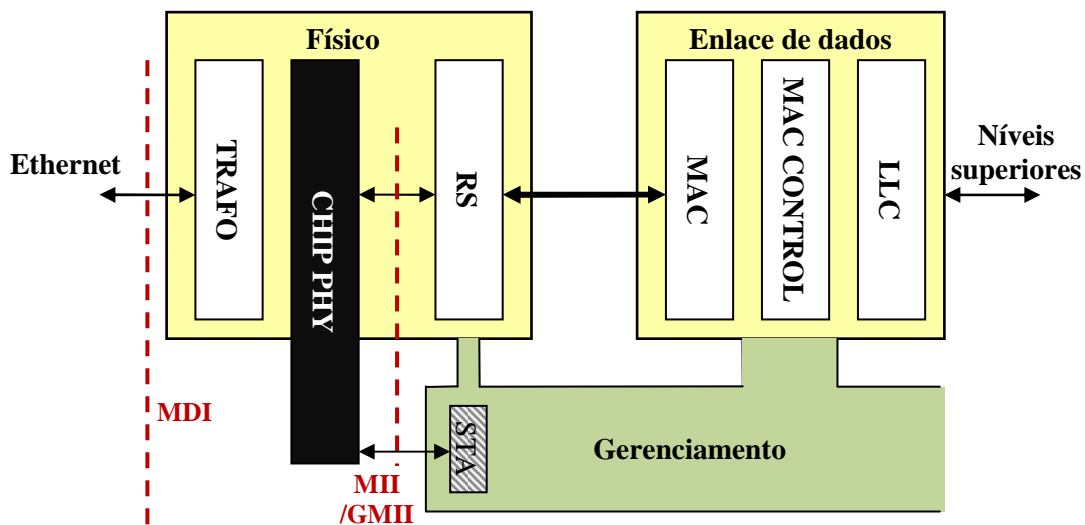 Físico
Enlace de dados
Ethernet
TRAFO
CHIP PHY
RS
MAC
MAC CONTROL
LLC
Níveis
superiores
MDI
STA
Gerenciamento
MII
/GMII